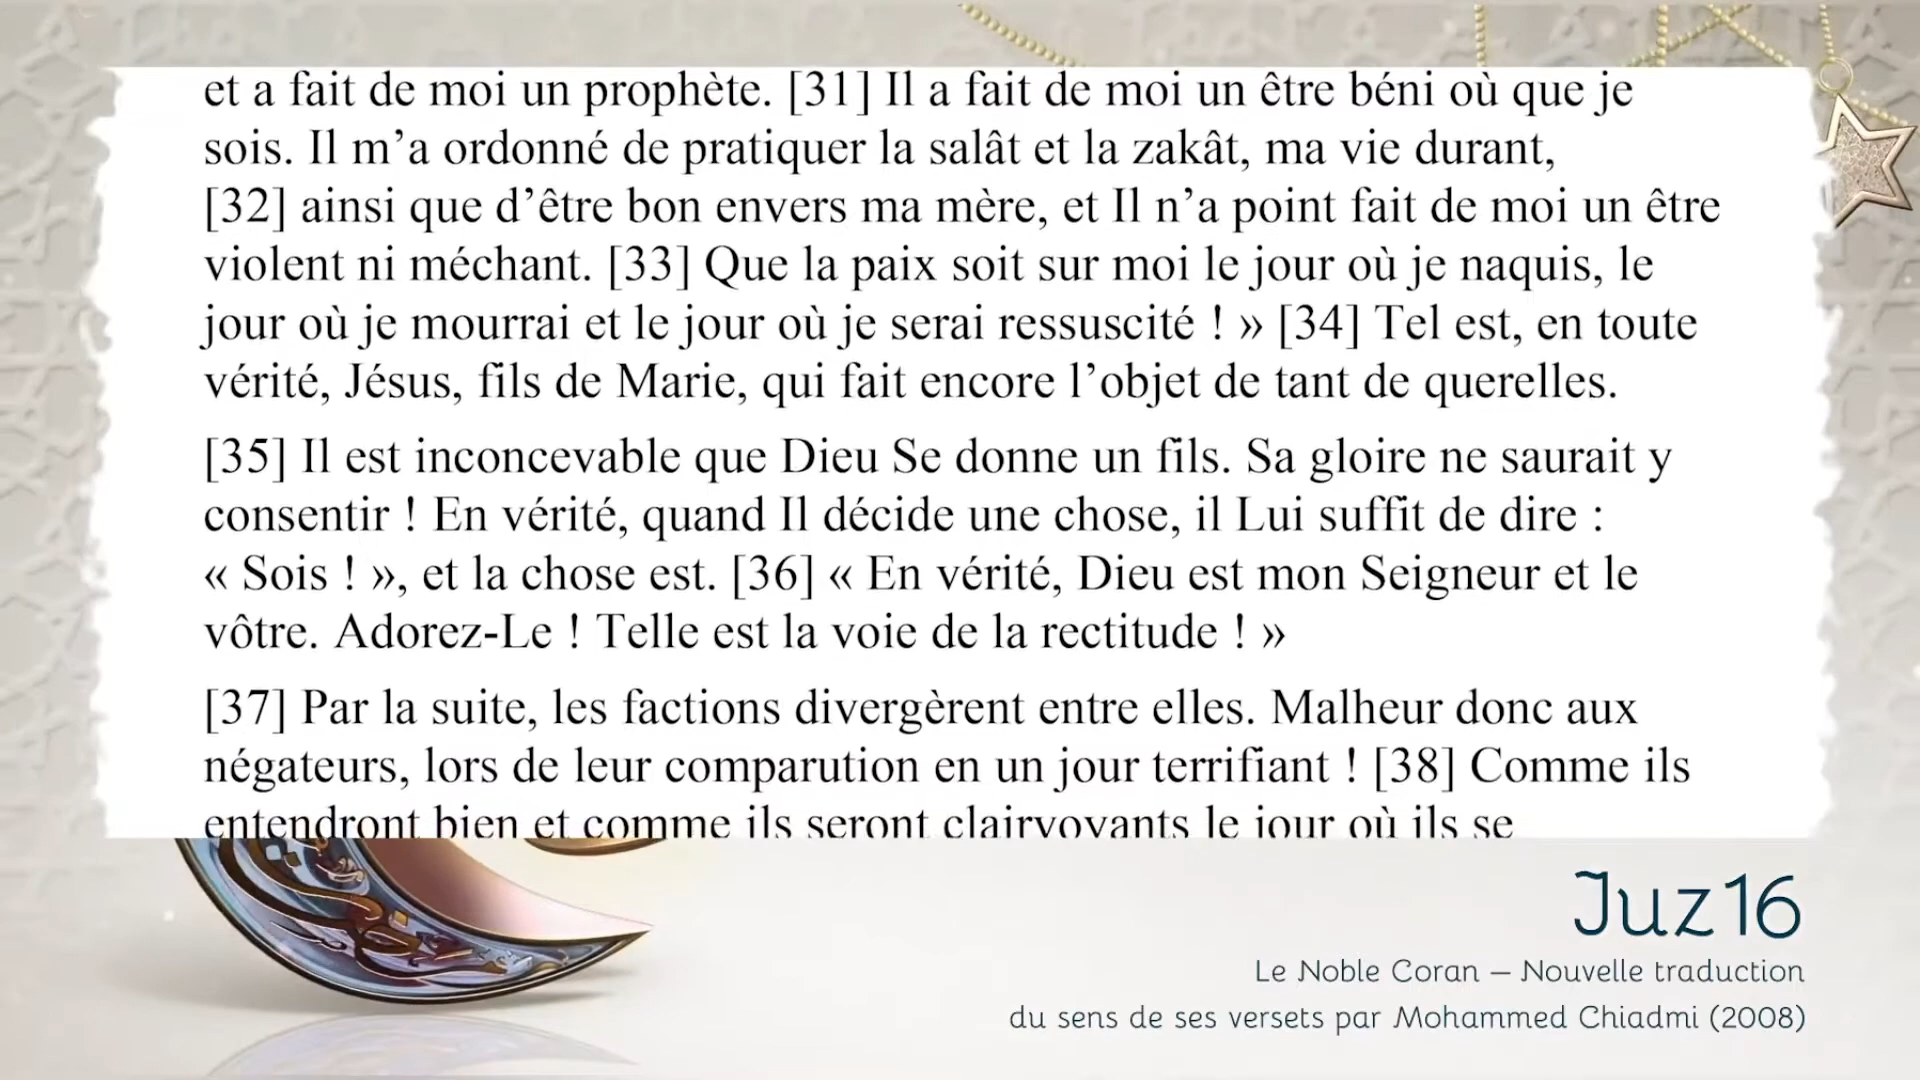 et a fait de moi un prophète. [31] Il a fait de moi un être béni où que je
sois. Il m’a ordonné de pratiquer la salât et la zakât, ma vie durant,
[32] ainsi que d’être bon envers ma mère, et Il n’a point fait de moi un être
violent ni méchant. [33] Que la paix soit sur moi le jour où je naquis, le
jour où je mourrai et le jour où je serai ressuscité ! » [34] Tel est, en toute
vérité, Jésus, fils de Marie, qui fait encore l’objet de tant de querelles.
[35] Il est inconcevable que Dieu Se donne un fils. Sa gloire ne saurait y
consentir ! En vérité, quand Il décide une chose, il Lui suffit de dire :
« Sois ! », et la chose est. [36] « En vérité, Dieu est mon Seigneur et le
vôtre. Adorez-Le ! Telle est la voie de la rectitude ! »
[37] Par la suite, les factions divergèrent entre elles. Malheur donc aux
négateurs, lors de leur comparution en un jour terrifiant ! [38] Comme ils
entendront bien et comme ils seront clairvoyants le jour où ils se
Juz 16
Le Noble Coran – Nouvelle traduction
du sens de ses versets par Mohammed Chiadmi (2008)